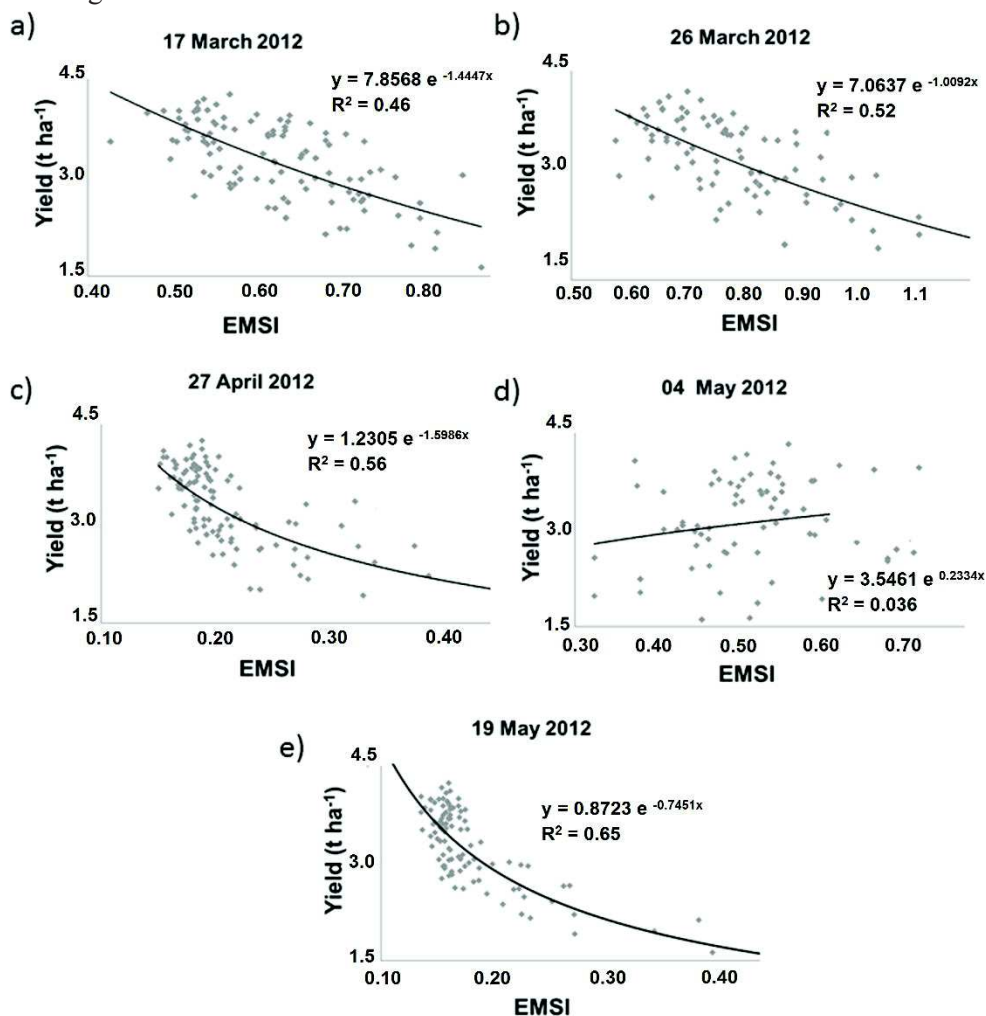 a)
17 March 2012
y = 7.8568 e -1.4447x
R² = 0.46
Yield (t ha-1)
4.5
3.0
1.5
0.40 0.50 0.60 0.70 0.80
EMSI
b)
26 March 2012
y = 7.0637 e -1.0092x
R² = 0.52
Yield (t ha-1)
4.5
3.0
1.5
0.50 0.60 0.70 0.80 0.90 1.0 1.1
EMSI
c)
27 April 2012
y = 1.2305 e -1.5986x
R² = 0.56
Yield (t ha-1)
4.5
3.0
1.5
0.10 0.20 0.30 0.40
EMSI
d)
04 May 2012
Yield (t ha-1)
4.5
3.0
1.5
y = 3.5461 e 0.2334x
R² = 0.036
0.30 0.40 0.50 0.60 0.70
EMSI
e)
19 May 2012
y = 0.8723 e -0.7451x
R² = 0.65
Yield (t ha-1)
4.5
3.0
1.5
0.10 0.20 0.30 0.40
EMSI